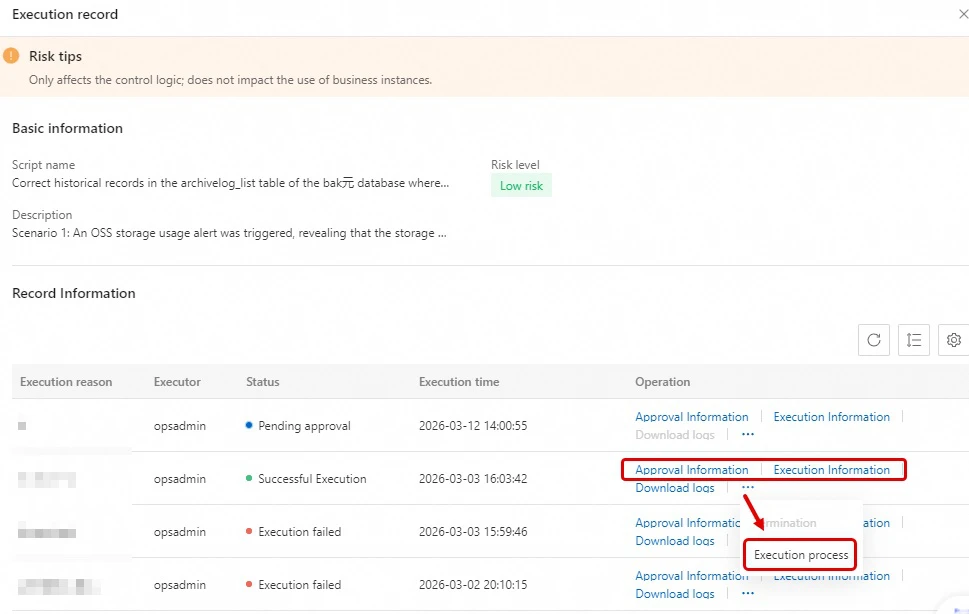 Execution record
Risk tips
Only affects the control logic; does not impact the use of business instances.
Basic information
Script name
Risk level
Correct historical records in the archivelog_list table of the bak元 database where...
Low risk
Description
Scenario 1: An OSS storage usage alert was triggered, revealing that the storage ...
Record Information
Execution reason Executor Status Execution time Operation
opsadmin Pending approval 2026-03-12 14:00:55 Approval Information Execution Information
Download logs ...
opsadmin Successful Execution 2026-03-03 16:03:42 Approval Information Execution Information
Download logs ...
opsadmin Execution failed 2026-03-03 15:59:46 Approval Informatic rmination ation
Download logs
Execution process
opsadmin Execution failed 2026-03-02 20:10:15 Approval Information Execution Information
Download logs ...